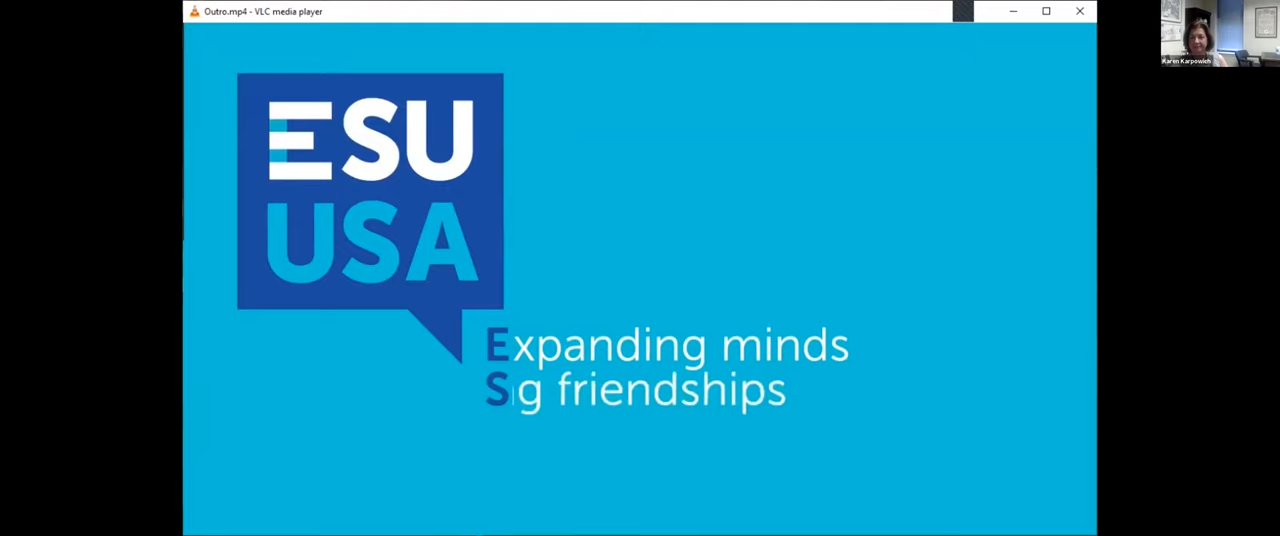 Outro.mp4 - VLC media player
Karen Karpowich
ESU
USA
Expanding minds
Sg friendships